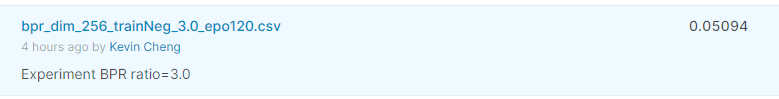 bpr_dim_256_trainNeg_3.0_epo120.csv 0.05094
4 hours ago by Kevin Cheng
Experiment BPR ratio=3.0